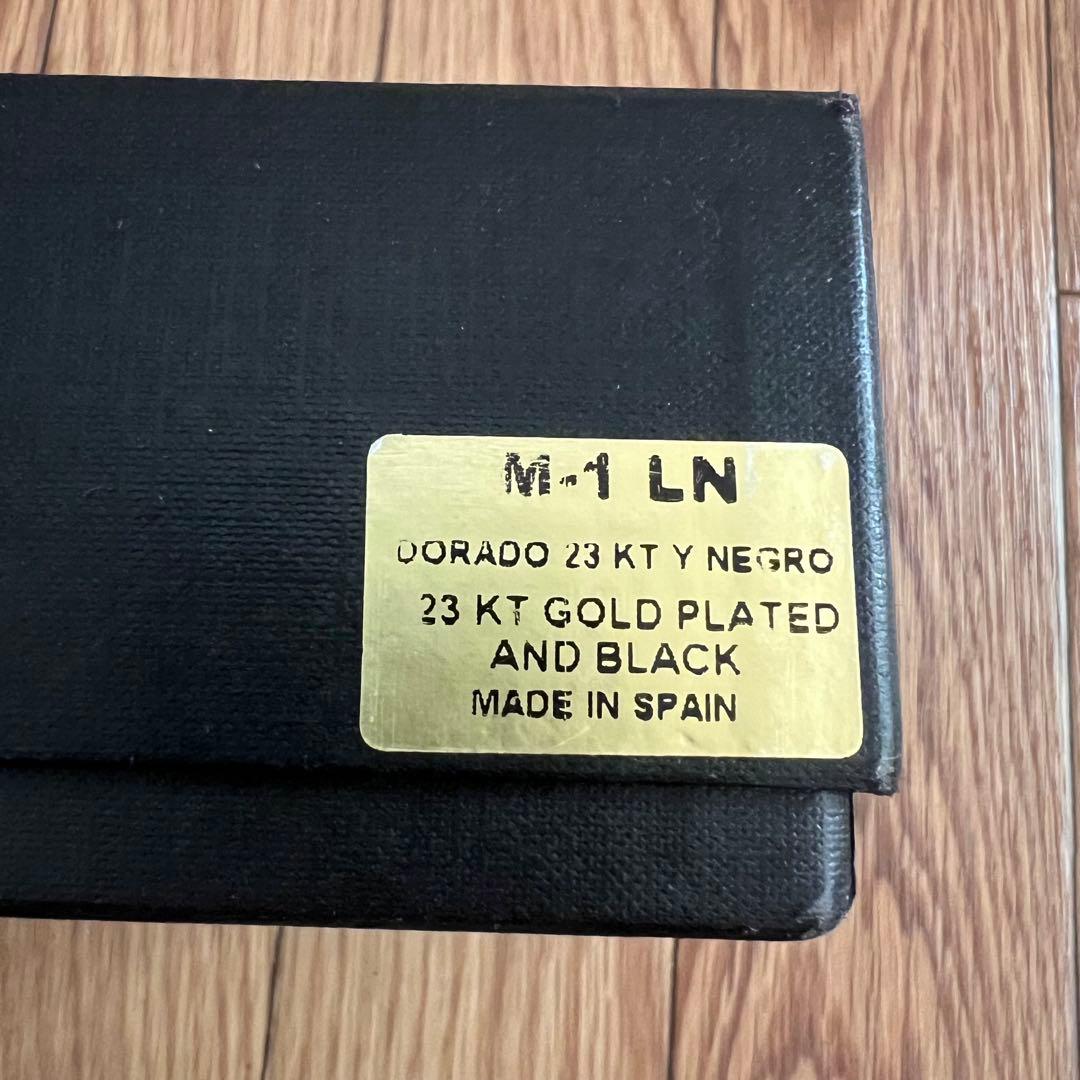 M-1 LN
DORADO 23 KT Y NEGRO
23 KT GOLD PLATED
AND BLACK
MADE IN SPAIN